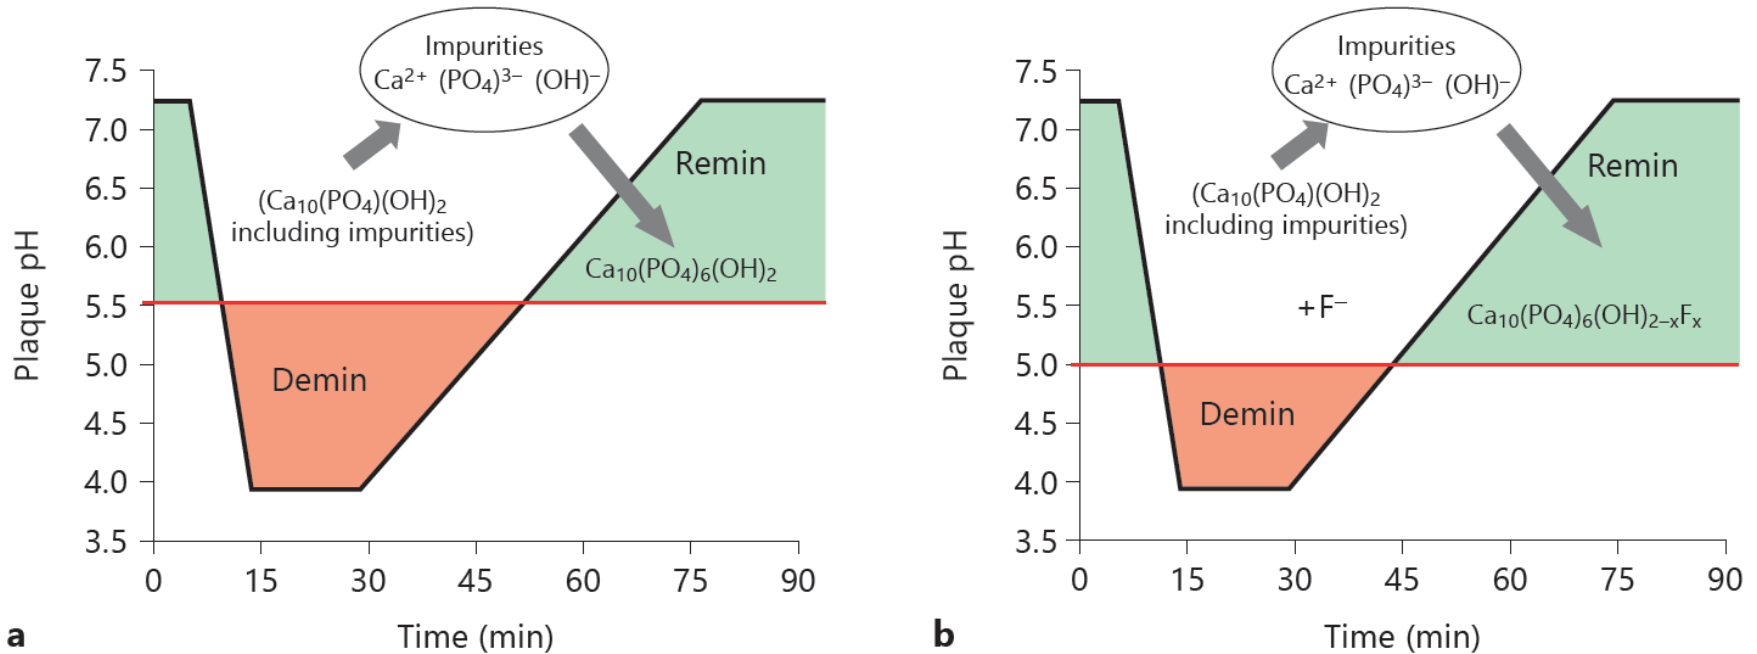 Impurities
Ca²⁺ (PO₄)³⁻ (OH)⁻
7.5
7.0
6.5
6.0
5.5
5.0
4.5
4.0
3.5
Plaque pH
(Ca₁₀(PO₄)(OH)₂
including impurities)
Remin
Ca₁₀(PO₄)₆(OH)₂
Demin
0 15 30 45 60 75 90
Time (min)
a
Impurities
Ca²⁺ (PO₄)³⁻ (OH)⁻
7.5
7.0
6.5
6.0
5.5
5.0
4.5
4.0
3.5
Plaque pH
(Ca₁₀(PO₄)(OH)₂
including impurities)
Remin
+F⁻
Ca₁₀(PO₄)₆(OH)₂₋ₓFₓ
Demin
0 15 30 45 60 75 90
Time (min)
b